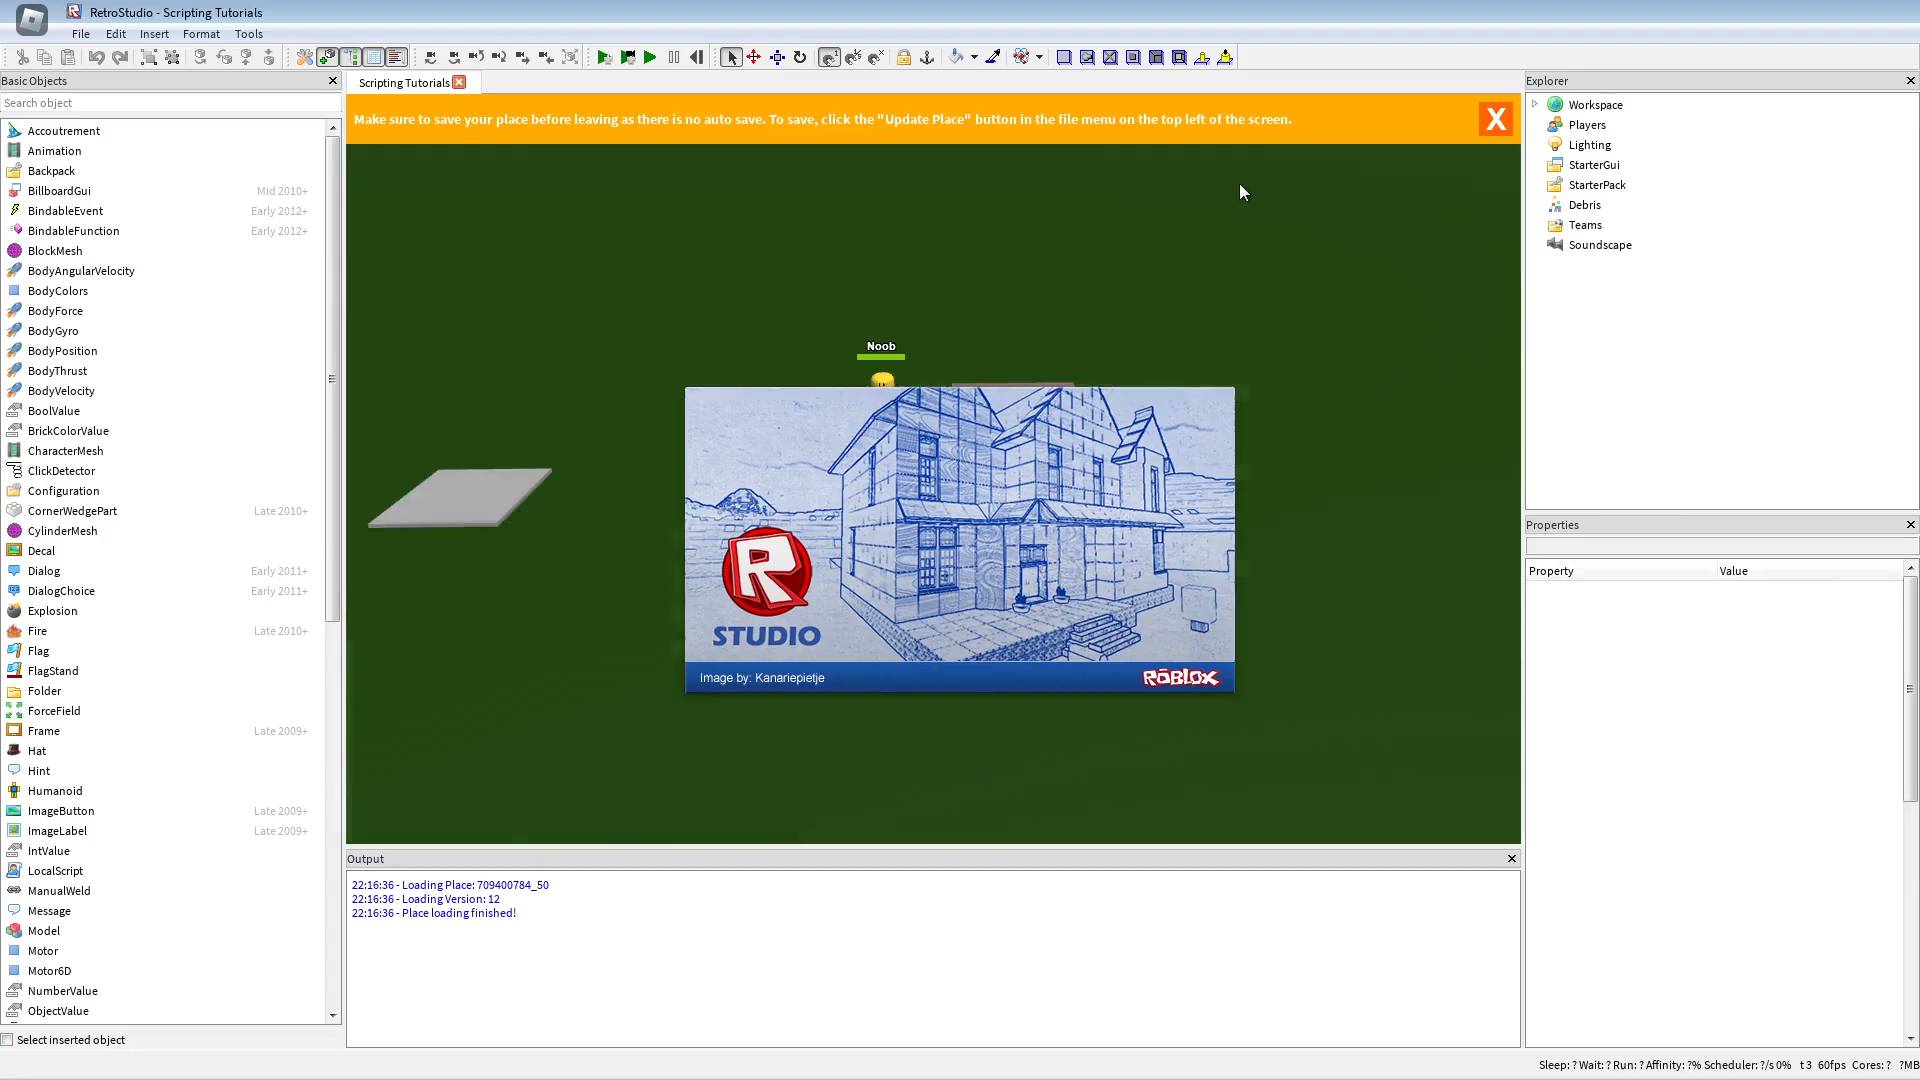 RetroStudio - Scripting Tutorials
File Edit Insert Format Tools
Basic Objects
Search object
Accoutrement
Animation
Backpack
BillboardGui Mid 2010+
BindableEvent Early 2012+
BindableFunction Early 2012+
BlockMesh
BodyAngularVelocity
BodyColors
BodyForce
BodyGyro
BodyPosition
BodyThrust
BodyVelocity
BoolValue
BrickColorValue
CharacterMesh
ClickDetector
Configuration
CornerWedgePart Late 2010+
CylinderMesh
Decal
Dialog Early 2011+
DialogChoice Early 2011+
Explosion
Fire Late 2010+
Flag
FlagStand
Folder
ForceField
Frame Late 2009+
Hat
Hint
Humanoid
ImageButton Late 2009+
ImageLabel Late 2009+
IntValue
LocalScript
ManualWeld
Message
Model
Motor
Motor6D
NumberValue
ObjectValue
Select inserted object
Scripting Tutorials
Make sure to save your place before leaving as there is no auto save. To save, click the "Update Place" button in the file menu on the top left of the screen.
X
Noob
R
STUDIO
Image by: Kanariepietje
ROBLOX
Output
22:16:36 - Loading Place: 709400784_50
22:16:36 - Loading Version: 12
22:16:36 - Place loading finished!
Explorer
Workspace
Players
Lighting
StarterGui
StarterPack
Debris
Teams
Soundscape
Properties
Property Value
Sleep: ? Wait: ? Run: ? Affinity: ?% Scheduler: ?/s 0% t 3 60fps Cores: ? ?MB